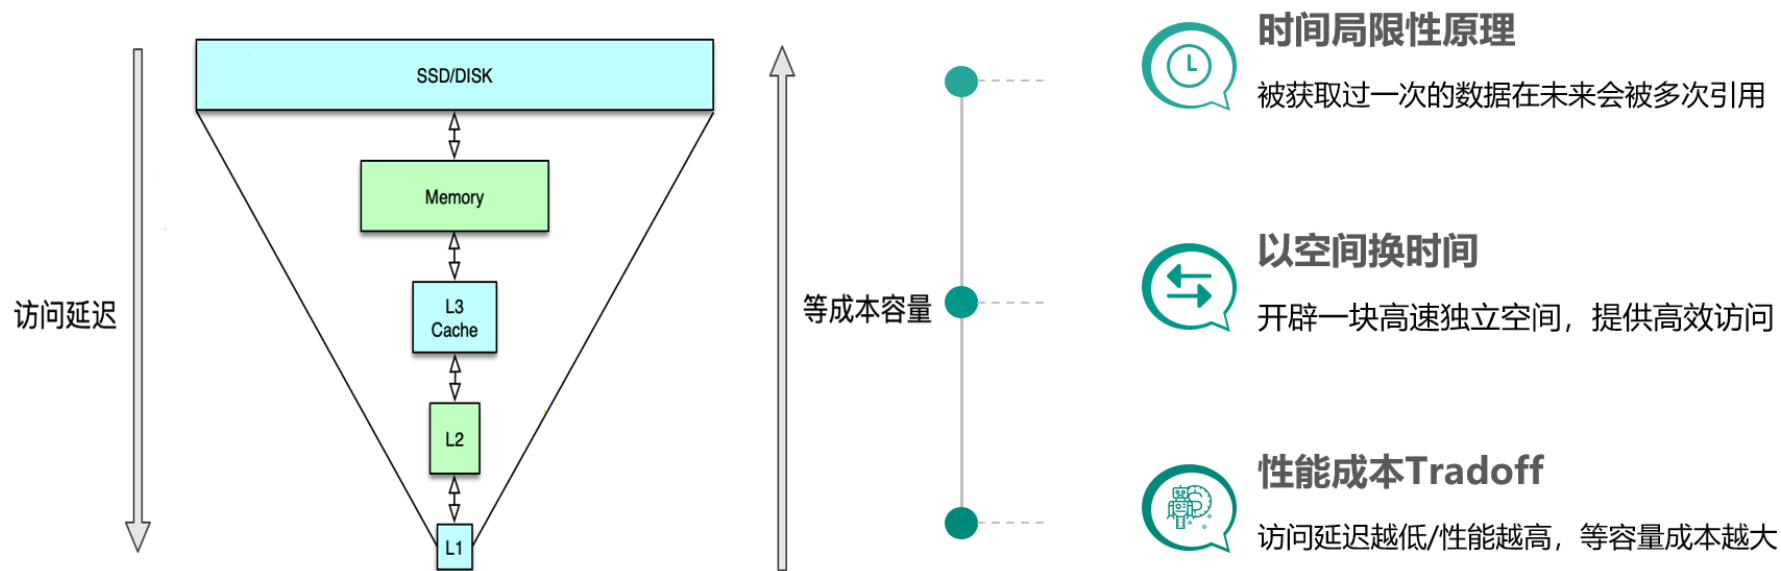 SSD/DISK
Memory
L3
Cache
L2
L1
访问延迟
等成本容量
时间局限性原理
被获取过一次的数据在未来会被多次引用
以空间换时间
开辟一块高速独立空间，提供高效访问
性能成本Tradoff
访问延迟越低/性能越高，等容量成本越大